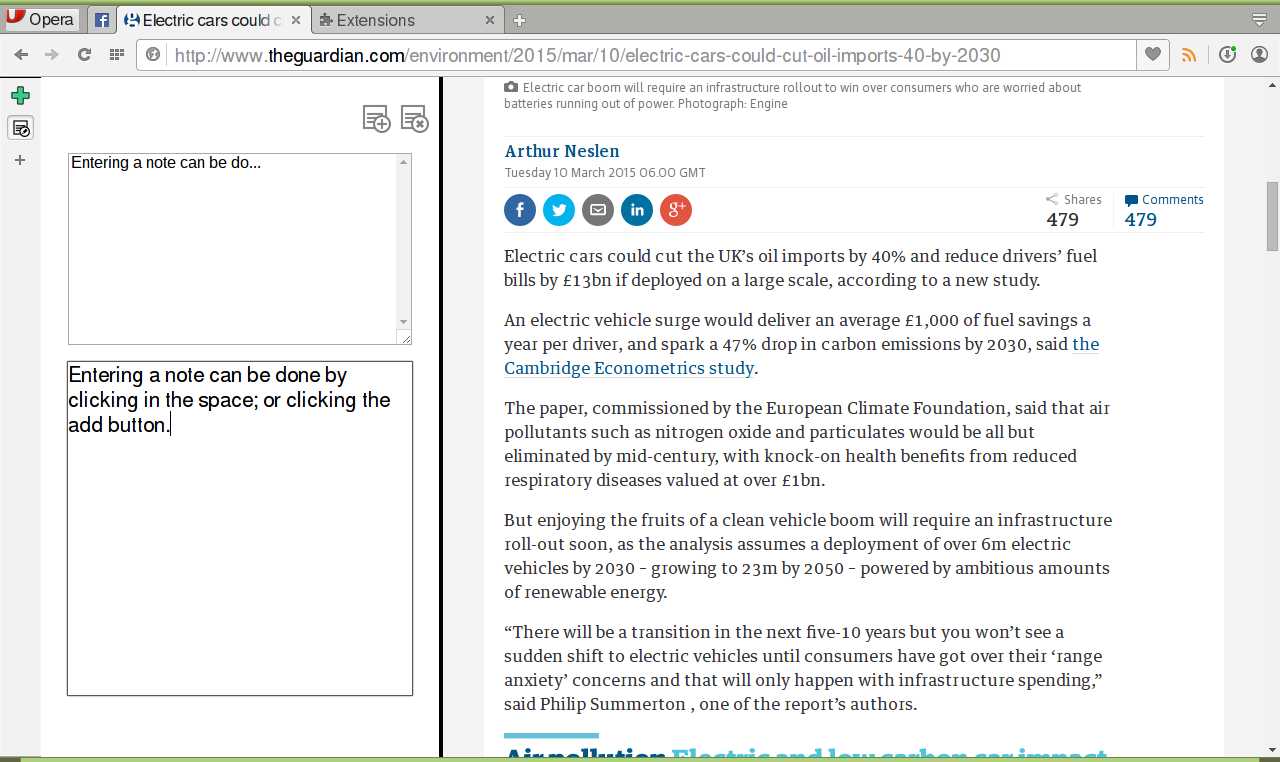 Opera
Electric cars could c
Extensions
http://www.theguardian.com/environment/2015/mar/10/electric-cars-could-cut-oil-imports-40-by-2030
Entering a note can be do...
Entering a note can be done by
clicking in the space; or clicking the
add button.
Electric car boom will require an infrastructure rollout to win over consumers who are worried about
batteries running out of power. Photograph: Engine
Arthur Neslen
Tuesday 10 March 2015 06.00 GMT
Shares
479
Comments
479
Electric cars could cut the UK’s oil imports by 40% and reduce drivers’ fuel
bills by £13bn if deployed on a large scale, according to a new study.
An electric vehicle surge would deliver an average £1,000 of fuel savings a
year per driver, and spark a 47% drop in carbon emissions by 2030, said the
Cambridge Econometrics study.
The paper, commissioned by the European Climate Foundation, said that air
pollutants such as nitrogen oxide and particulates would be all but
eliminated by mid-century, with knock-on health benefits from reduced
respiratory diseases valued at over £1bn.
But enjoying the fruits of a clean vehicle boom will require an infrastructure
roll-out soon, as the analysis assumes a deployment of over 6m electric
vehicles by 2030 – growing to 23m by 2050 – powered by ambitious amounts
of renewable energy.
“There will be a transition in the next five-10 years but you won’t see a
sudden shift to electric vehicles until consumers have got over their ‘range
anxiety’ concerns and that will only happen with infrastructure spending,”
said Philip Summerton , one of the report’s authors.
Air pollution Electric and low carbon car impact